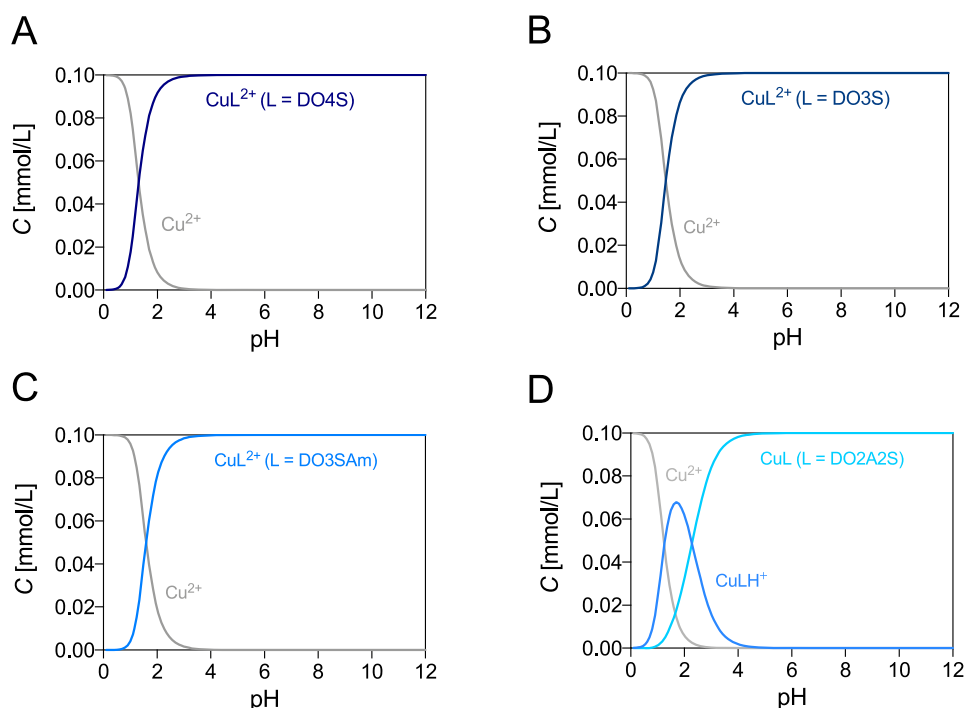 A
0.10
0.08
0.06
0.04
0.02
0.00
C [mmol/L]
CuL²⁺ (L = DO4S)
Cu²⁺
0 2 4 6 8 10 12
pH
B
0.10
0.08
0.06
0.04
0.02
0.00
C [mmol/L]
CuL²⁺ (L = DO3S)
Cu²⁺
0 2 4 6 8 10 12
pH
C
0.10
0.08
0.06
0.04
0.02
0.00
C [mmol/L]
CuL²⁺ (L = DO3SAm)
Cu²⁺
0 2 4 6 8 10 12
pH
D
0.10
0.08
0.06
0.04
0.02
0.00
C [mmol/L]
Cu²⁺
CuL (L = DO2A2S)
CuLH⁺
0 2 4 6 8 10 12
pH